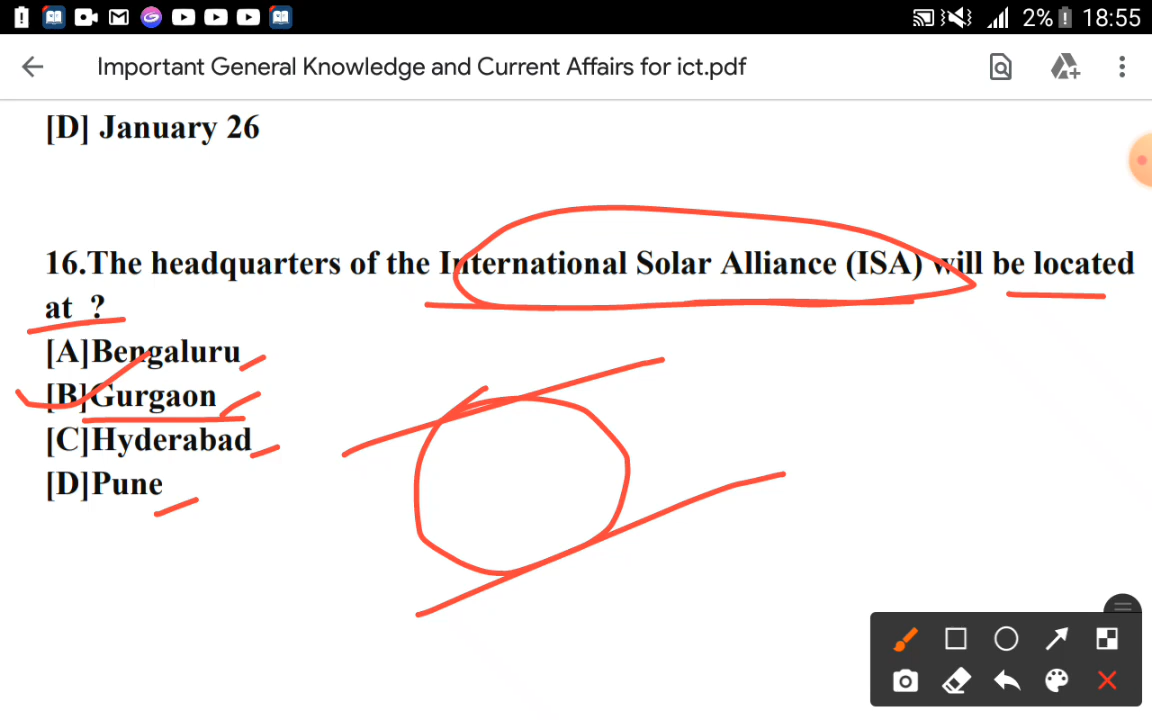 2% 18:55
Important General Knowledge and Current Affairs for ict.pdf
[D] January 26
16.The headquarters of the International Solar Alliance (ISA) will be located
at ?
[A]Bengaluru
[B]Gurgaon
[C]Hyderabad
[D]Pune